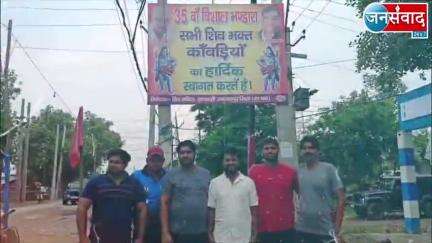 35 वाँ विशाल भण्डारा
सभी शिव भक्त
काँवड़ियों
का हार्दिक
स्वागत करते हैं।
जनसंवाद